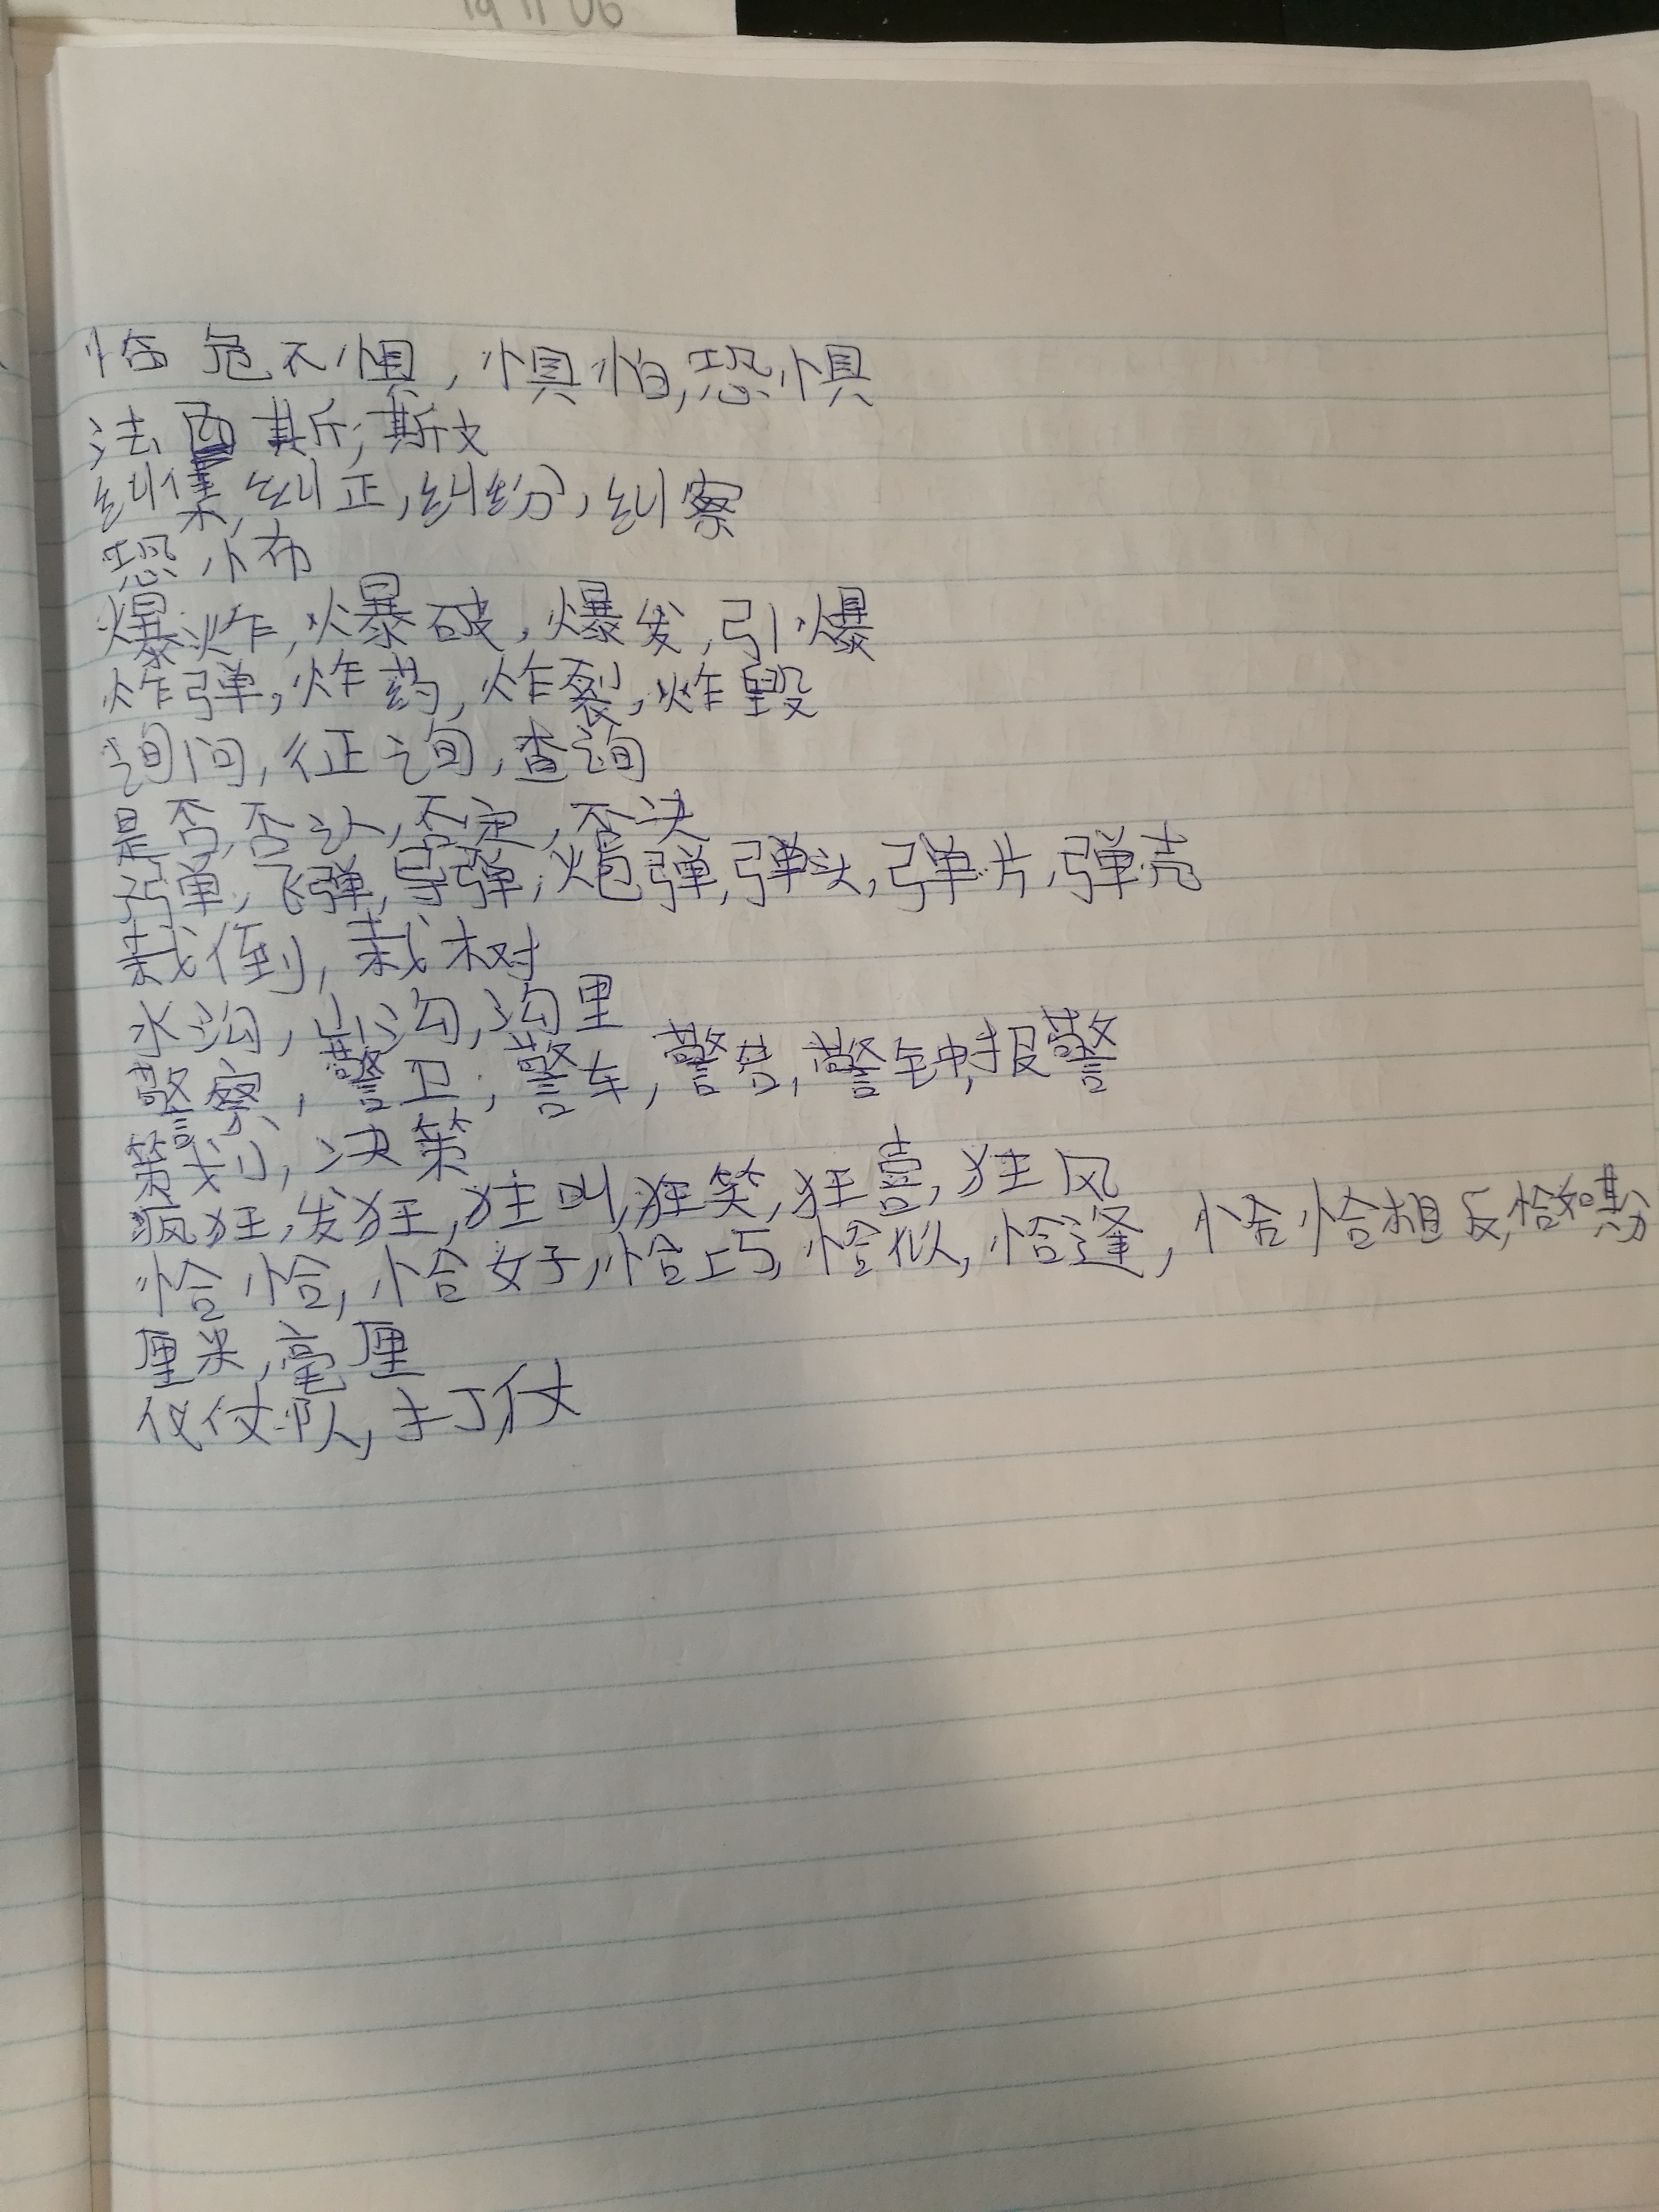 19 11 06
临危不惧,惧怕,恐惧
法西斯,斯文
纠集,纠正,纠纷,纠察
恐怖
爆炸,爆破,爆发,引爆
炸弹,炸药,炸裂,炸毁
询问,征询,查询
是否,否认,否定,否决
子弹,飞弹,导弹,炮弹,弹头,弹片,弹壳
栽倒,栽树
水沟,山沟,沟里
警察,警卫,警车,警告,警钟,报警
策划,决策
疯狂,发狂,狂叫,狂笑,狂喜,狂风
恰恰,恰好,恰巧,恰似,恰逢,恰恰相反,恰如其分
厘米,毫厘
仪仗队,打仗